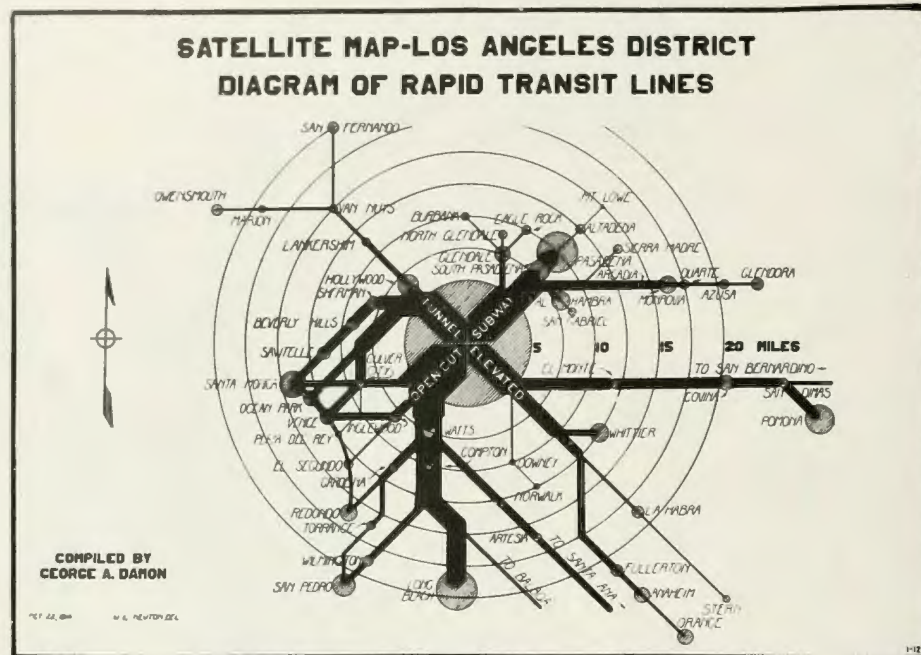 SATELLITE MAP-LOS ANGELES DISTRICT
DIAGRAM OF RAPID TRANSIT LINES
SAN FERNANDO
OWENSMOUTH
MARION
VAN NUYS
LANKERSHIM
BURBANK
EAGLE ROCK
NORTH GLENDALE
GLENDALE
SOUTH PASADENA
MT LOWE
ALTADENA
PASADENA
SIERRA MADRE
ARCADIA
DUARTE
GLENDORA
MONROVIA
AZUSA
ALHAMBRA
SAN GABRIEL
HOLLYWOOD
SHERMAN
BEVERLY HILLS
SAWTELLE
CULVER CITY
SANTA MONICA
OCEAN PARK
VENICE
PLAYA DEL REY
INGLEWOOD
EL SEGUNDO
GARDENA
REDONDO
TORRANCE
WILMINGTON
SAN PEDRO
TUNNEL
SUBWAY
OPEN CUT
ELEVATED
5 10 15 20 MILES
EL MONTE
TO SAN BERNARDINO
COVINA
SAN DIMAS
POMONA
WATTS
WHITTIER
COMPTON
DOWNEY
NORWALK
LA HABRA
ARTESIA
TO SANTA ANA
FULLERTON
LONG BEACH
TO BALBOA
ANAHEIM
STERN
ORANGE
COMPILED BY
GEORGE A. DAMON